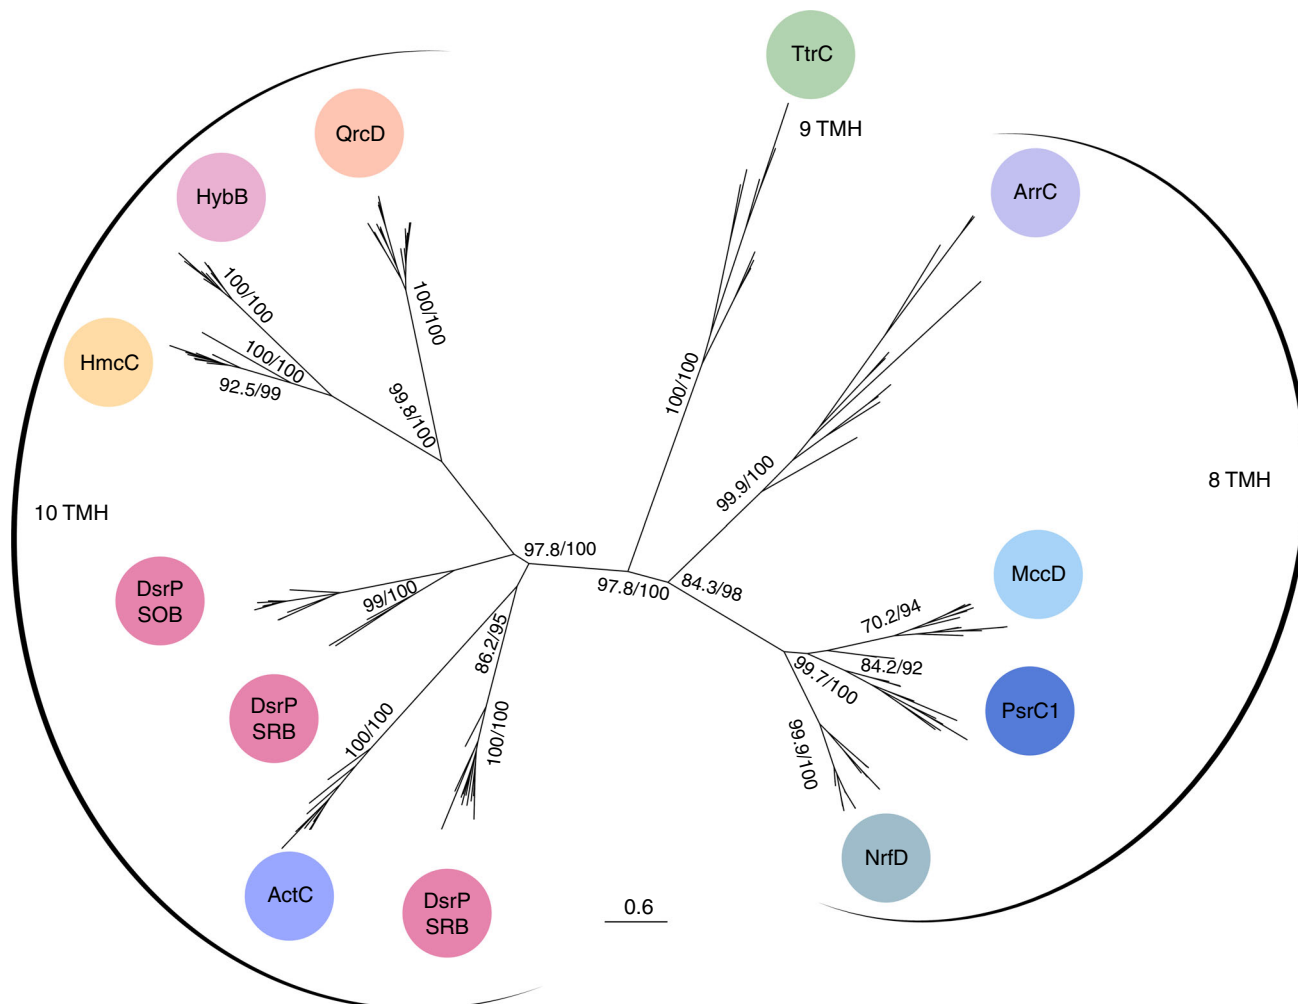 TtrC
9 TMH
QrcD
ArrC
HybB
100/100
100/100
HmcC
100/100
92.5/99
99.8/100
100/100
99.9/100
8 TMH
10 TMH
97.8/100
97.8/100
84.3/98
MccD
DsrP
SOB
99/100
86.2/95
70.2/94
84.2/92
99.7/100
PsrC1
DsrP
SRB
100/100
100/100
99.9/100
NrfD
ActC
DsrP
SRB
0.6